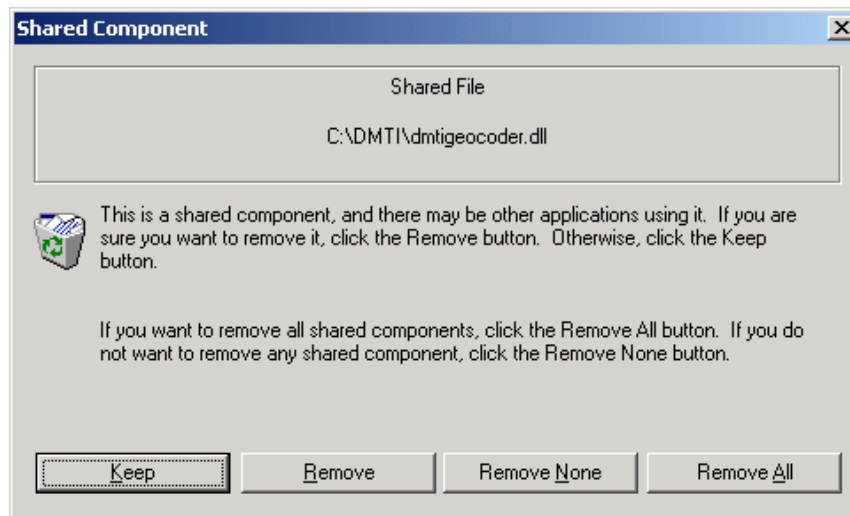 Shared Component
Shared File
C:\DMTI\dmtigeocoder.dll
This is a shared component, and there may be other applications using it.  If you are
sure you want to remove it, click the Remove button.  Otherwise, click the Keep
button.
If you want to remove all shared components, click the Remove All button.  If you do
not want to remove any shared component, click the Remove None button.
Keep
Remove
Remove None
Remove All